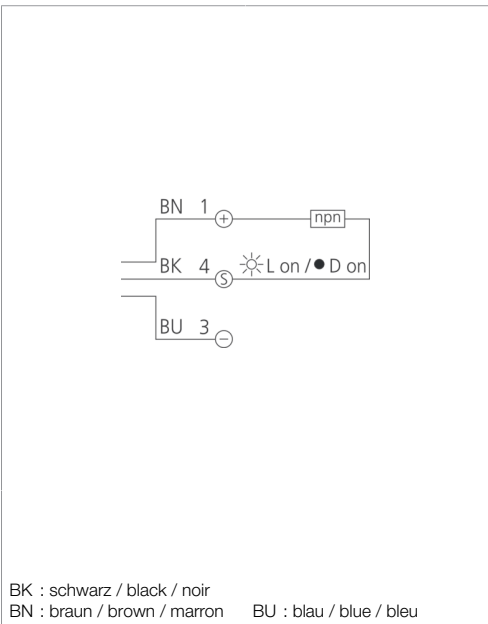 BN 1 +
npn
BK 4 S L on / ● D on
BU 3 −
BK : schwarz / black / noir
BN : braun / brown / marron BU : blau / blue / bleu